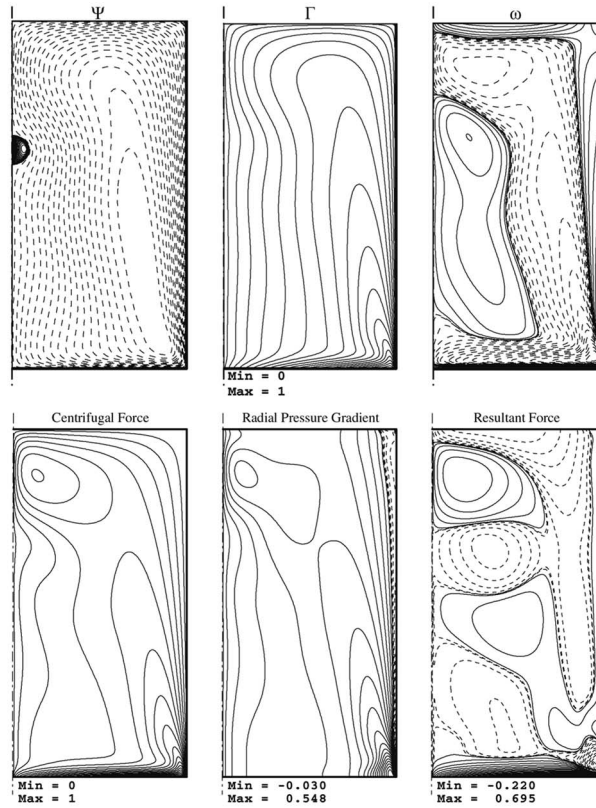 Ψ Γ ω
Min = 0
Max = 1
Centrifugal Force Radial Pressure Gradient Resultant Force
Min = 0 Min = -0.030 Min = -0.220
Max = 1 Max = 0.548 Max = 0.695